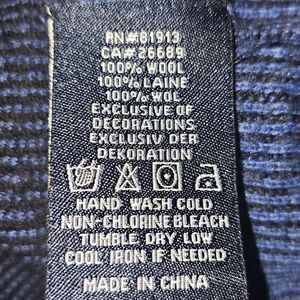 RN#81913
CA#26689
100% WOOL
100% LAINE
100% WOL
EXCLUSIVE OF
DECORATIONS
EXCLUSIV DER
DEKORATION
HAND WASH COLD
NON-CHLORINE BLEACH
TUMBLE DRY LOW
COOL IRON IF NEEDED
MADE IN CHINA